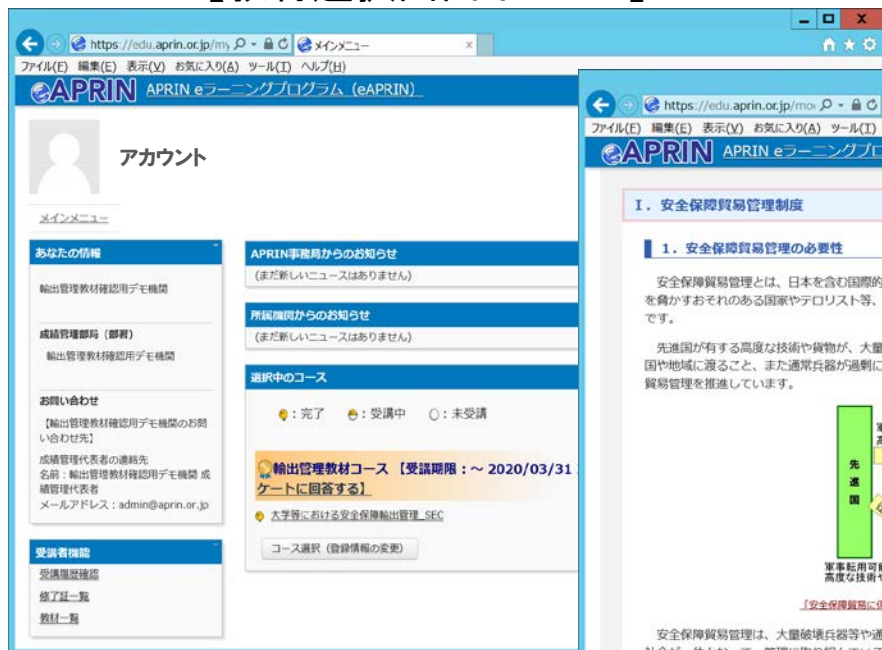 https://edu.aprin.or.jp/my
メインメニュー
ファイル(F) 編集(E) 表示(V) お気に入り(A) ツール(T) ヘルプ(H)
eAPRIN APRIN eラーニングプログラム (eAPRIN)
アカウント
メインメニュー
あなたの情報
輸出管理教材確認用デモ機関
成績管理部局(部署)
輸出管理教材確認用デモ機関
お問い合わせ
【輸出管理教材確認用デモ機関のお問
い合わせ先】
成績管理代表者の連絡先
名前:輸出管理教材確認用デモ機関 成
績管理代表者
メールアドレス:admin@aprin.or.jp
受講者機能
受講履歴確認
修了証一覧
教材一覧
APRIN事務局からのお知らせ
(まだ新しいニュースはありません)
所属機関からのお知らせ
(まだ新しいニュースはありません)
選択中のコース
:完了 :受講中 :未受講
輸出管理教材コース 【受講期限:~ 2020/03/31
ケートに回答する】
大学等における安全保障輸出管理_SEC
コース選択(登録情報の変更)
https://edu.aprin.or.jp/mo
ファイル(F) 編集(E) 表示(V) お気に入り(A) ツール(T)
eAPRIN APRIN eラーニングプロ
I.安全保障貿易管理制度
1.安全保障貿易管理の必要性
安全保障貿易管理とは、日本を含む国際的
を脅かすおそれのある国家やテロリスト等、
です。
先進国が有する高度な技術や貨物が、大量
国や地域に渡ること、また通常兵器が過剰に
貿易管理を推進しています。
先進国
軍事転用可能
高度な技術や
「安全保障貿易に
安全保障貿易管理は、大量破壊兵器等や通